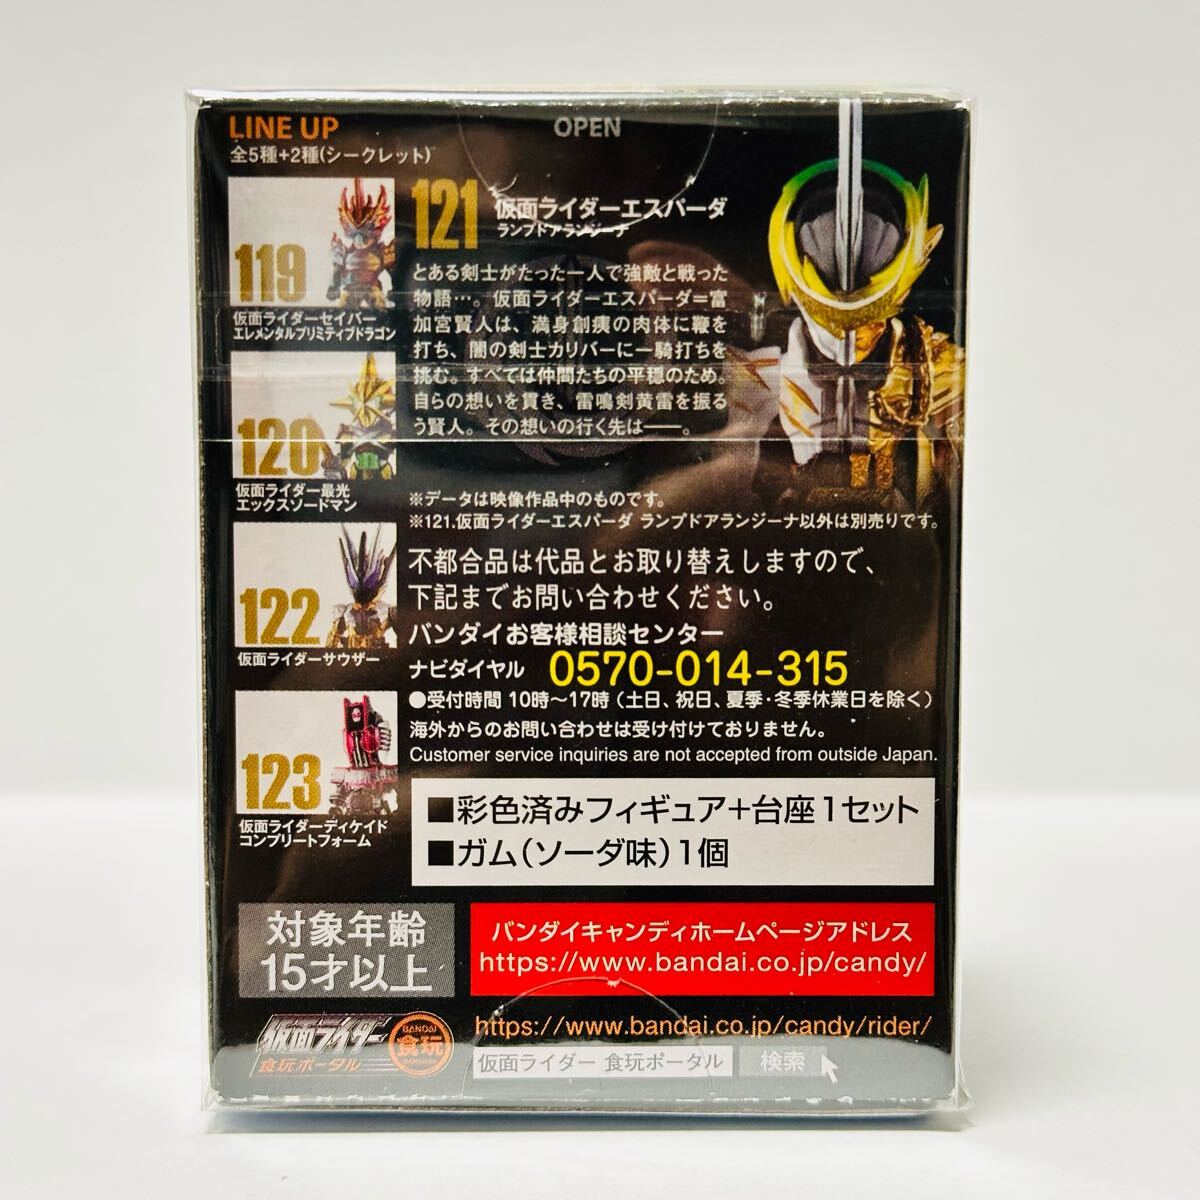 LINE UP
全5種+2種(シークレット)
OPEN
119
仮面ライダーセイバー
エレメンタルプリミティブドラゴン
120
仮面ライダー最光
エックスソードマン
122
仮面ライダーサウザー
123
仮面ライダーディケイド
コンプリートフォーム
121 仮面ライダーエスパーダ
ランプドアランジーナ
とある剣士がたった一人で強敵と戦った
物語…。仮面ライダーエスパーダ=富
加宮賢人は、満身創痍の肉体に鞭を
打ち、闇の剣士カリバーに一騎打ちを
挑む。すべては仲間たちの平穏のため。
自らの想いを貫き、雷鳴剣黄雷を振る
う賢人。その想いの行く先は――。
※データは映像作品中のものです。
※121.仮面ライダーエスパーダ ランプドアランジーナ以外は別売りです。
不都合品は代品とお取り替えしますので、
下記までお問い合わせください。
バンダイお客様相談センター
ナビダイヤル 0570-014-315
●受付時間 10時～17時(土日、祝日、夏季・冬季休業日を除く)
海外からのお問い合わせは受け付けておりません。
Customer service inquiries are not accepted from outside Japan.
■彩色済みフィギュア+台座1セット
■ガム(ソーダ味)1個
対象年齢
15才以上
バンダイキャンディホームページアドレス
https://www.bandai.co.jp/candy/
仮面ライダー
食玩ポータル
BANDAI
食玩
https://www.bandai.co.jp/candy/rider/
仮面ライダー 食玩ポータル 検索